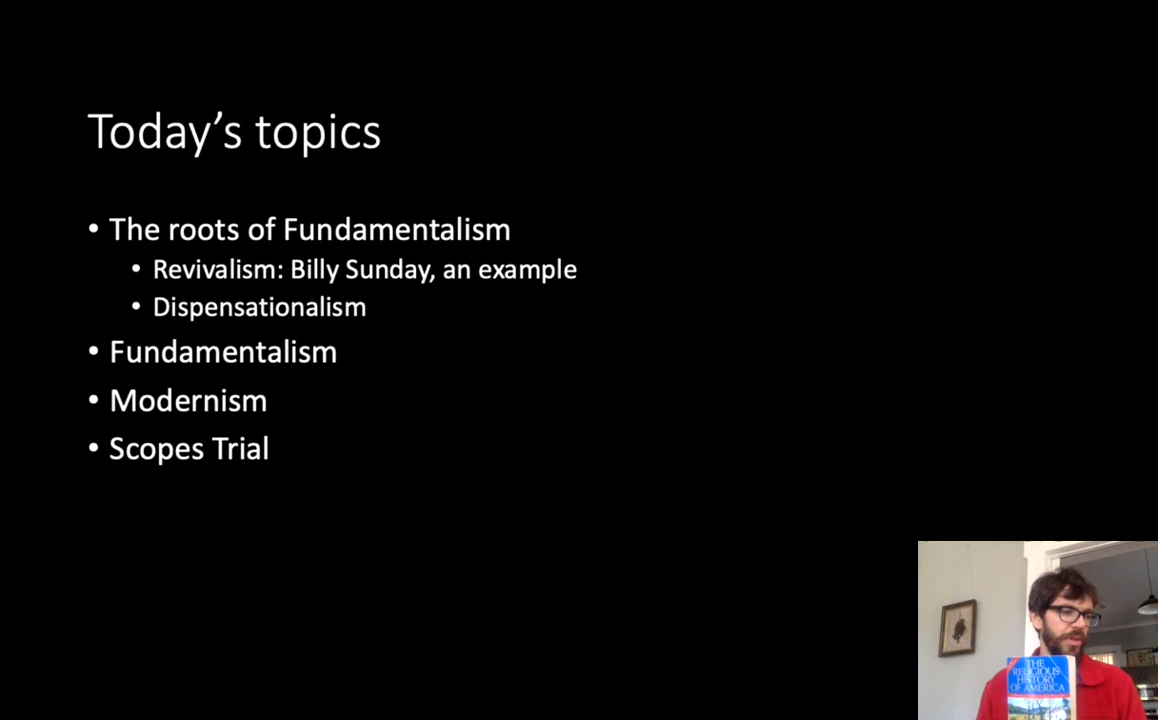 Today's topics
• The roots of Fundamentalism
• Revivalism: Billy Sunday, an example
• Dispensationalism
• Fundamentalism
• Modernism
• Scopes Trial
THE
RELIGIOUS
HISTORY
OF AMERICA